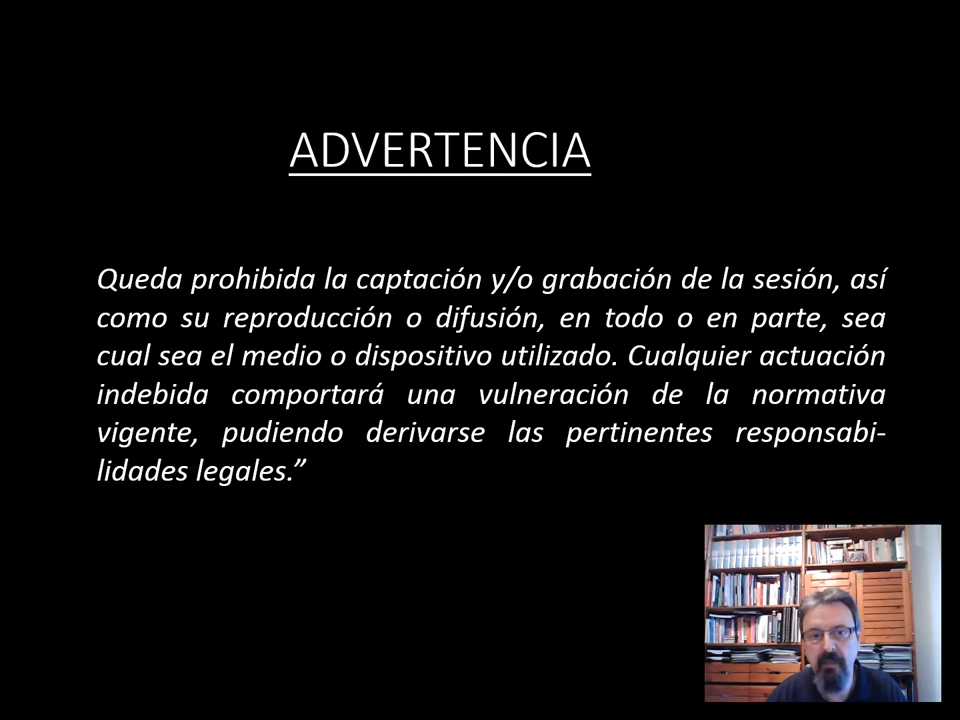 ADVERTENCIA
Queda prohibida la captación y/o grabación de la sesión, así
como su reproducción o difusión, en todo o en parte, sea
cual sea el medio o dispositivo utilizado. Cualquier actuación
indebida comportará una vulneración de la normativa
vigente, pudiendo derivarse las pertinentes responsabi-
lidades legales.”